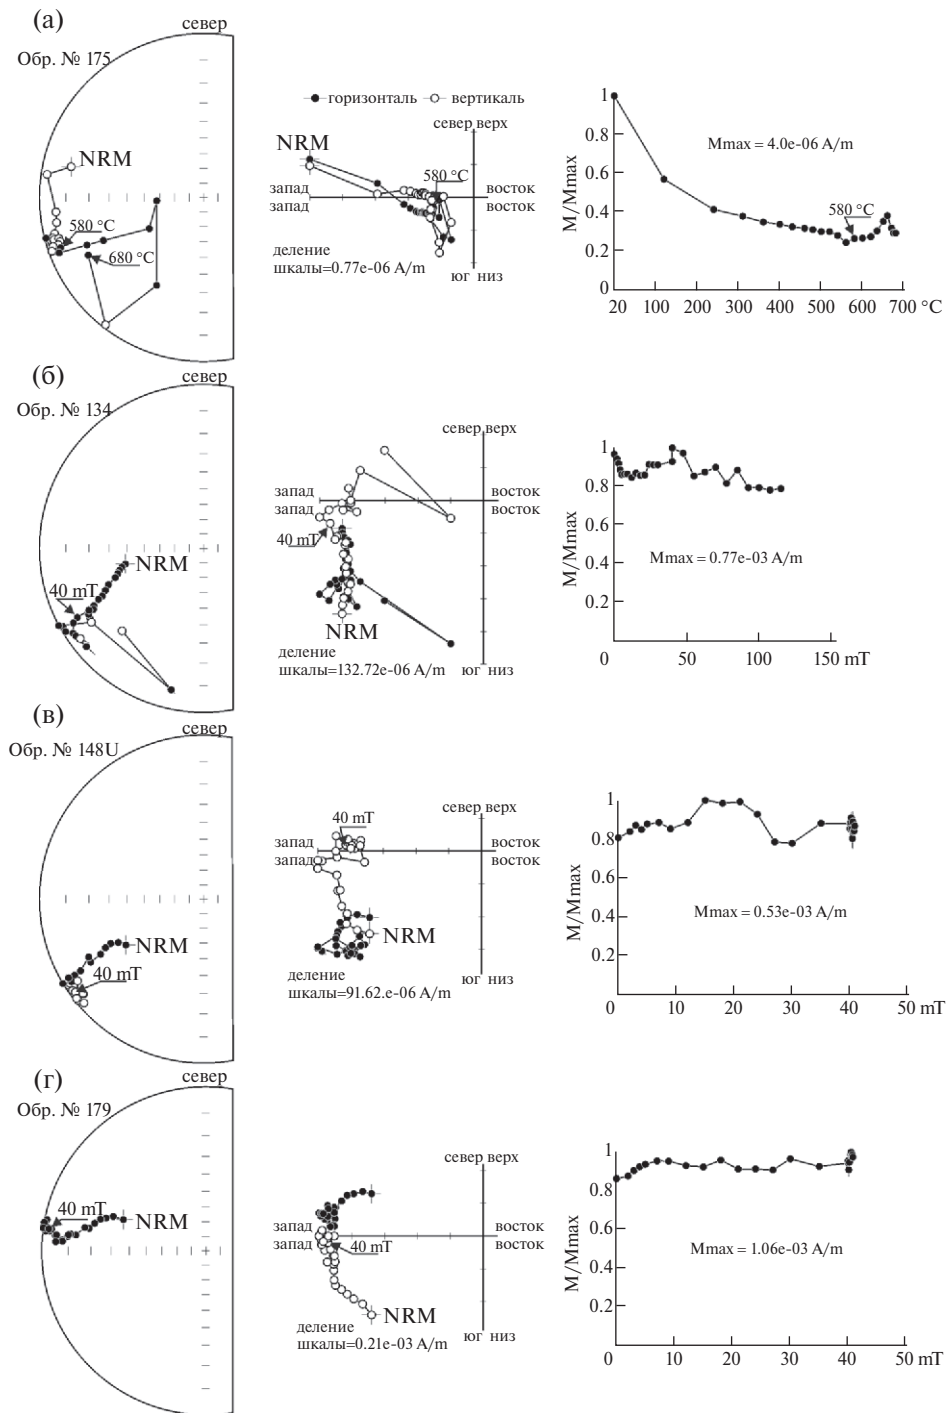 (а)
север
Обр. № 175
NRM
580 °C
680 °C
горизонталь вертикаль
север верх
NRM
580 °C
запад восток
запад восток
деление
шкалы=0.77e-06 A/m
юг низ
M/Mmax
1
0.8
0.6
0.4
0.2
0
Mmax = 4.0e-06 A/m
580 °C
20 100 200 300 400 500 600 700 °C
(б)
север
Обр. № 134
NRM
40 mT
север верх
запад восток
запад восток
40 mT
NRM
деление
шкалы=132.72e-06 A/m юг низ
M/Mmax
1
0.8
0.6
0.4
0.2
Mmax = 0.77e-03 A/m
0 50 100 150 mT
(в)
север
Обр. № 148U
NRM
40 mT
север верх
40 mT
запад восток
запад восток
NRM
деление юг низ
шкалы=91.62.e-06 A/m
M/Mmax
1
0.8
0.6
0.4
0.2
Mmax = 0.53e-03 A/m
0 10 20 30 40 50 mT
(г)
север
Обр. № 179
40 mT
NRM
север верх
запад восток
запад восток
40 mT
NRM
деление
шкалы=0.21e-03 A/m
юг низ
M/Mmax
1
0.8
0.6
0.4
0.2
Mmax = 1.06e-03 A/m
0 10 20 30 40 50 mT